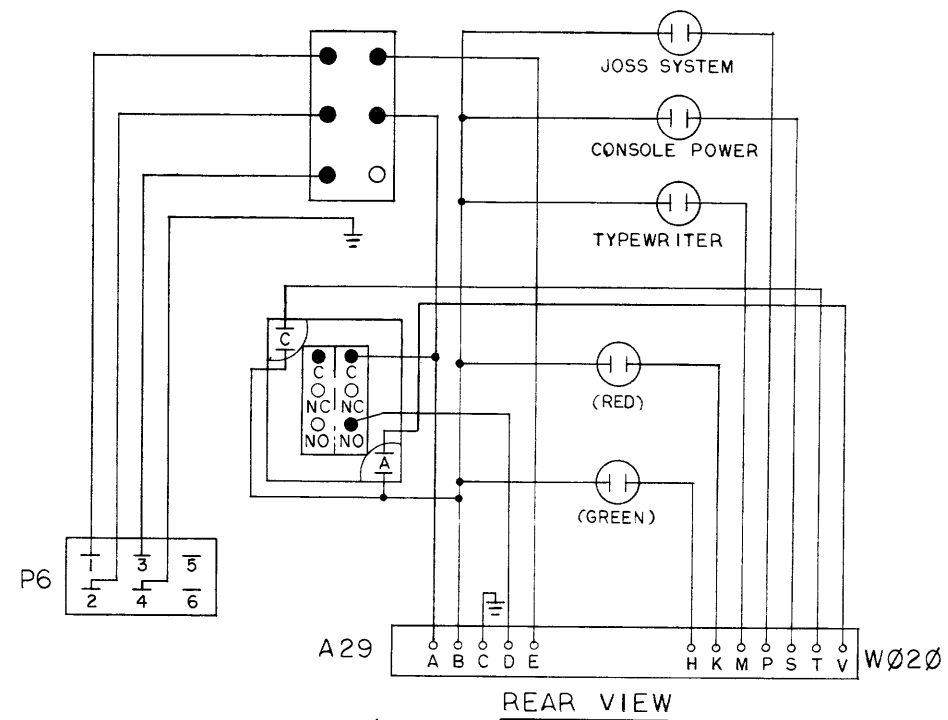 JOSS SYSTEM
CONSOLE POWER
TYPEWRITER
C
C C
NC NC
NO NO
A
(RED)
(GREEN)
P6
1 3 5
2 4 6
A29
A B C D E H K M P S T V
WØ20
REAR VIEW